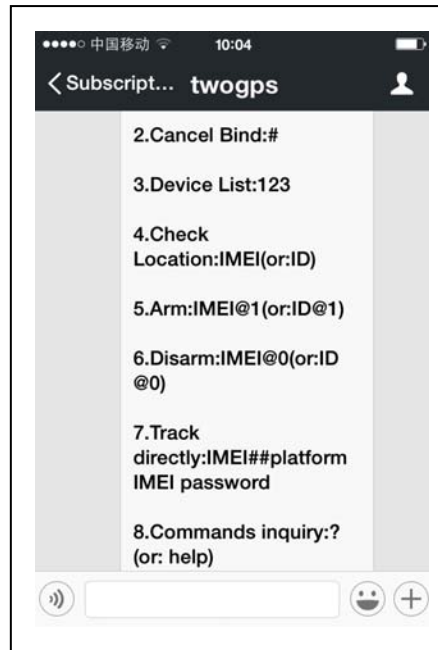 中国移动 10:04
Subscript... twogps
2.Cancel Bind:#
3.Device List:123
4.Check
Location:IMEI(or:ID)
5.Arm:IMEI@1(or:ID@1)
6.Disarm:IMEI@0(or:ID
@0)
7.Track
directly:IMEI##platform
IMEI password
8.Commands inquiry:?
(or: help)